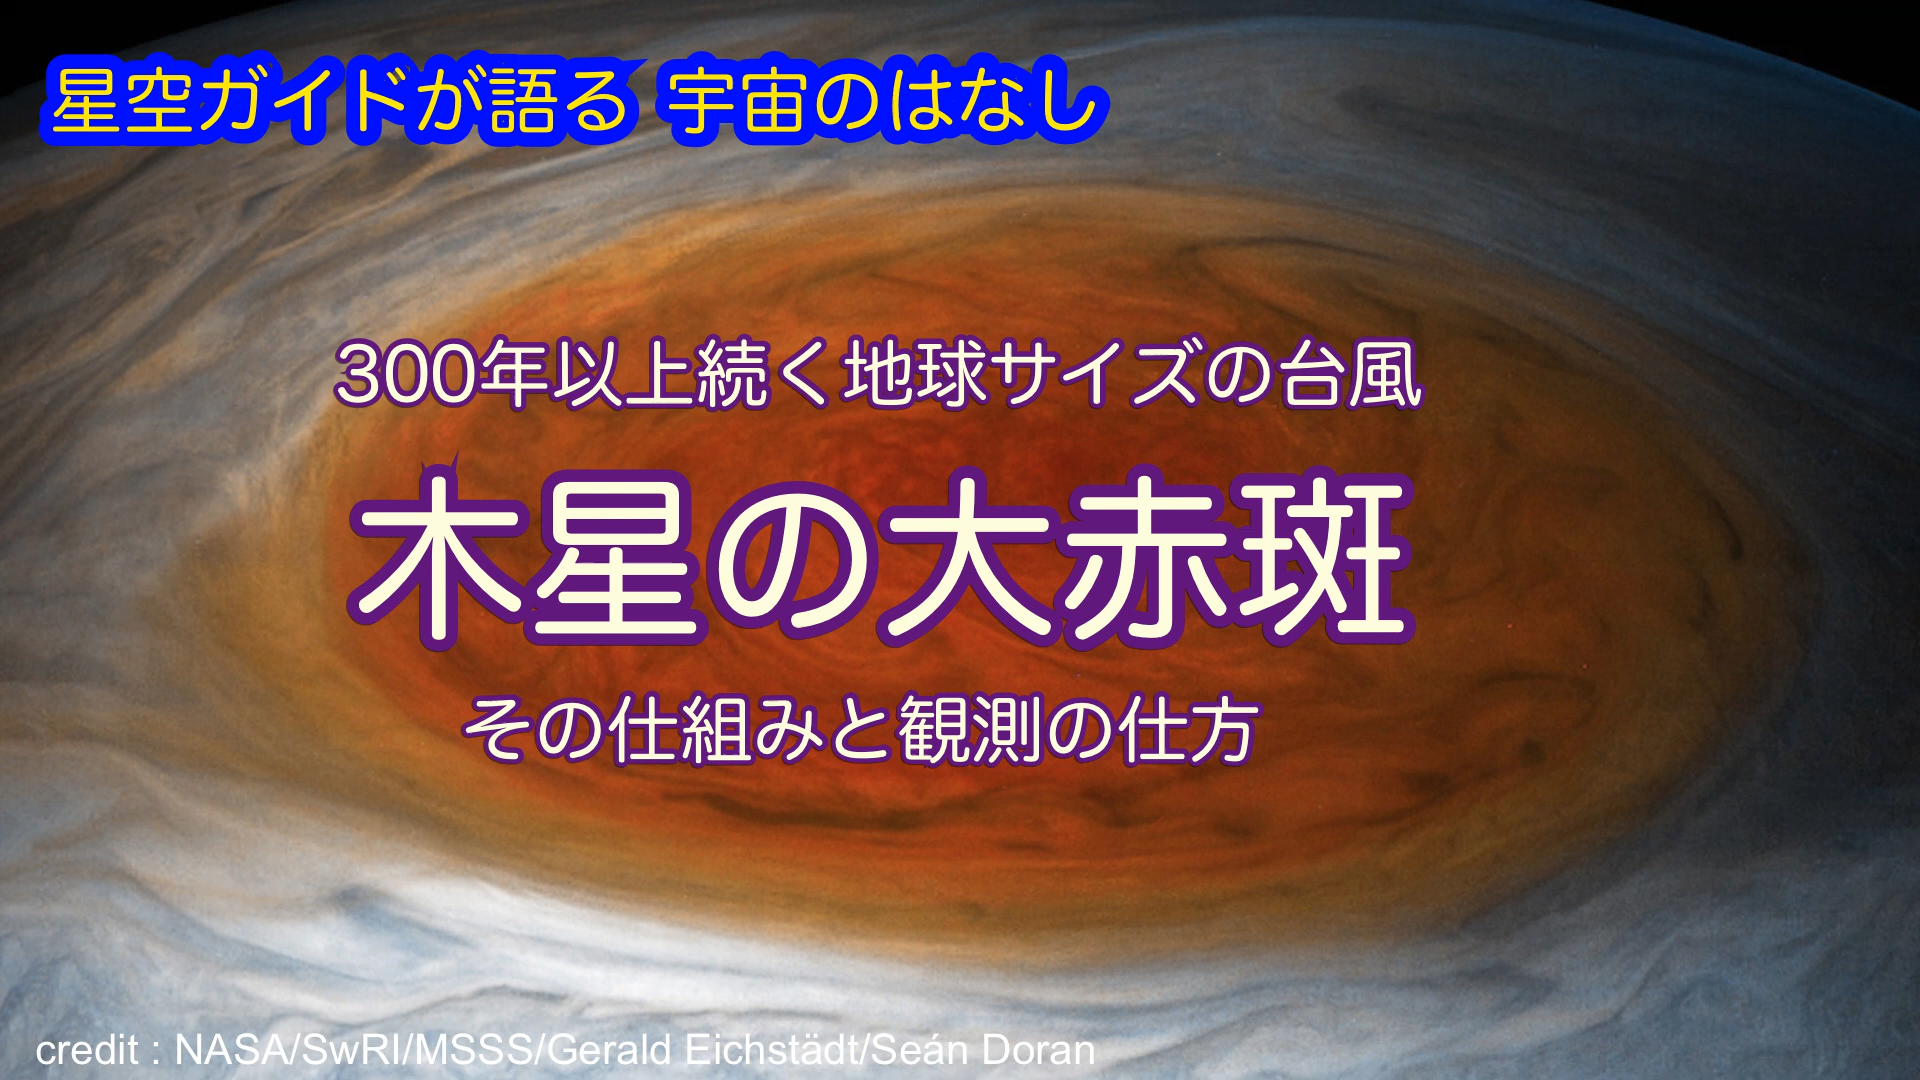 星空ガイドが語る 宇宙のはなし
300年以上続く地球サイズの台風
木星の大赤斑
その仕組みと観測の仕方
credit : NASA/SwRI/MSSS/Gerald Eichstädt/Seán Doran